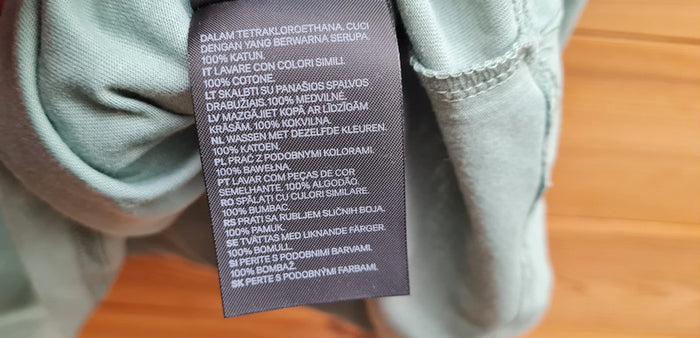 DALAM TETRAKLOROETHANA. CUCI
DENGAN YANG BERWARNA SERUPA.
100% KATUN.
IT LAVARE CON COLORI SIMILI.
100% COTONE.
LT SKALBTI SU PANAŠIOS SPALVOS
DRABUŽIAIS. 100% MEDVILNĖ.
LV MAZGĀJIET KOPĀ AR LĪDZĪGĀM
KRĀSĀM. 100% KOKVILNA.
NL WASSEN MET DEZELFDE KLEUREN.
100% KATOEN.
PL PRAĆ Z PODOBNYMI KOLORAMI.
100% BAWEŁNA.
PT LAVAR COM PEÇAS DE COR
SEMELHANTE. 100% ALGODÃO.
RO SPĂLAȚI CU CULORI SIMILARE.
100% BUMBAC.
RS PRATI SA RUBLJEM SLIČNIH BOJA.
100% PAMUK.
SE TVÄTTAS MED LIKNANDE FÄRGER.
100% BOMULL.
SI PERITE S PODOBNIMI BARVAMI.
100% BOMBAŽ.
SK PERTE S PODOBNÝMI FARBAMI.